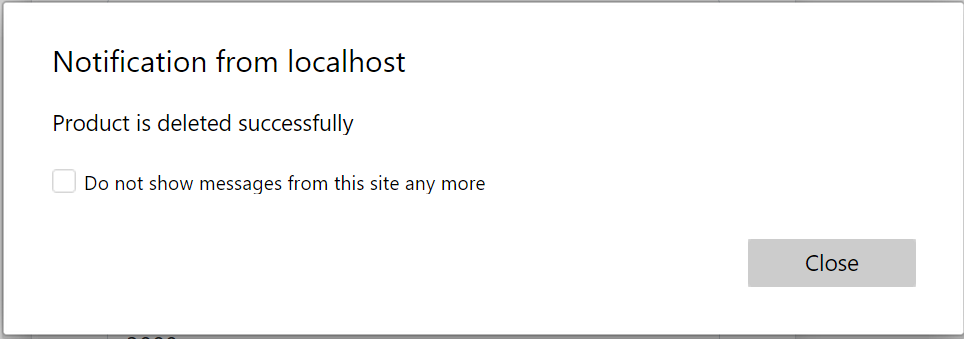 Notification from localhost
Product is deleted successfully
Do not show messages from this site any more
Close